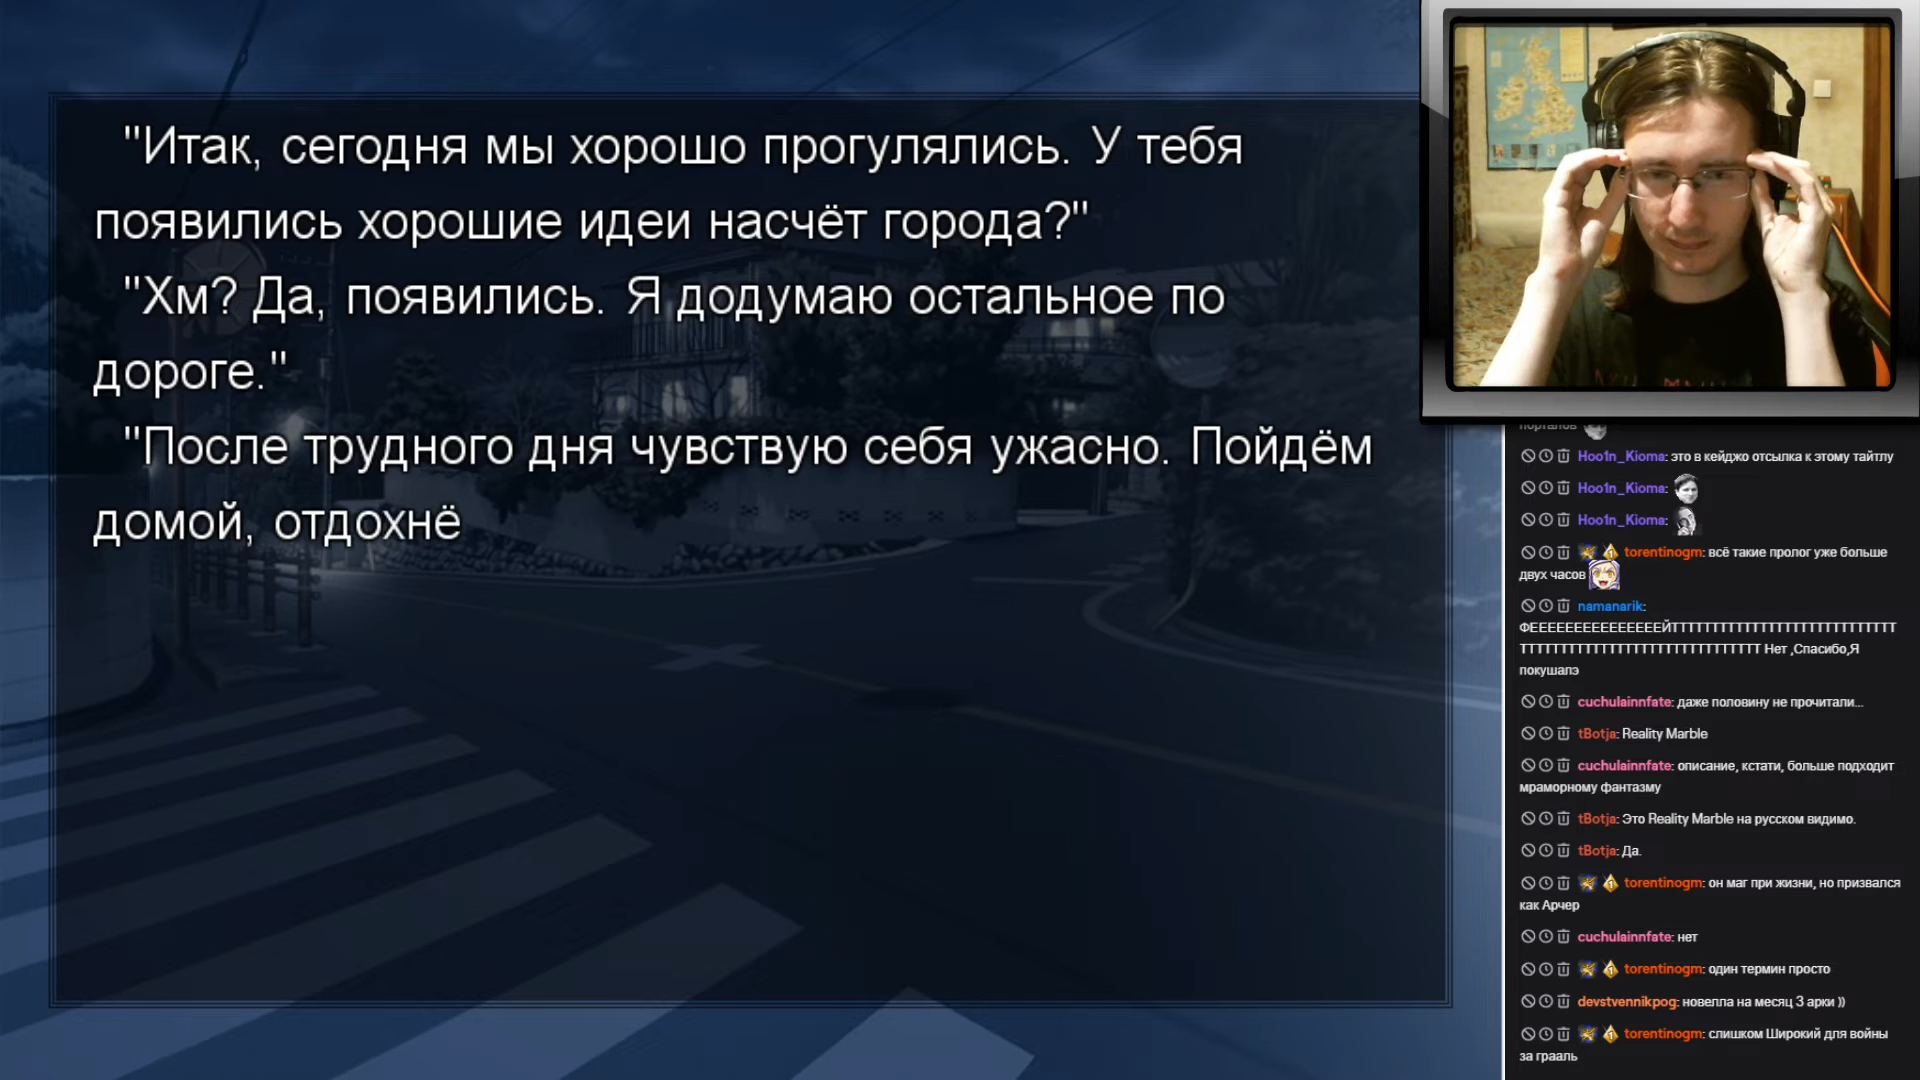 "Итак, сегодня мы хорошо прогулялись. У тебя
появились хорошие идеи насчёт города?"
"Хм? Да, появились. Я додумаю остальное по
дороге."
"После трудного дня чувствую себя ужасно. Пойдём
домой, отдохнё
порталов
Hoo1n_Kioma: это в кейджо отсылка к этому тайтлу
Hoo1n_Kioma:
Hoo1n_Kioma:
torentinogm: всё такие пролог уже больше
двух часов
namanarik:
ФЕЕЕЕЕЕЕЕЕЕЕЕЕЕЕЙТТТТТТТТТТТТТТТТТТТТТТТТТТТ
ТТТТТТТТТТТТТТТТТТТТТТТТТТТТТ Нет ,Спасибо,Я
покушалэ
cuchulainnfate: даже половину не прочитали...
tBotja: Reality Marble
cuchulainnfate: описание, кстати, больше подходит
мраморному фантазму
tBotja: Это Reality Marble на русском видимо.
tBotja: Да.
torentinogm: он маг при жизни, но призвался
как Арчер
cuchulainnfate: нет
torentinogm: один термин просто
devstvennikpog: новелла на месяц 3 арки ))
torentinogm: слишком Широкий для войны
за грааль